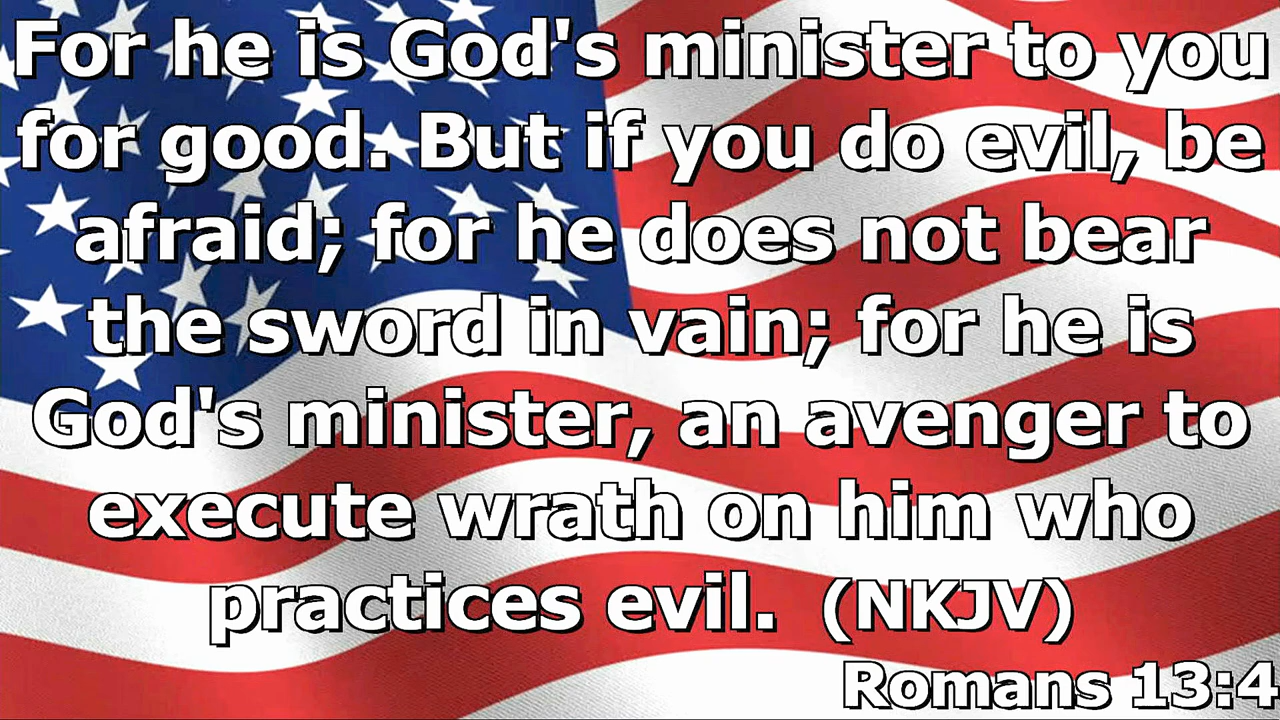 For he is God's minister to you
for good. But if you do evil, be
afraid; for he does not bear
the sword in vain; for he is
God's minister, an avenger to
execute wrath on him who
practices evil. (NKJV)
Romans 13:4